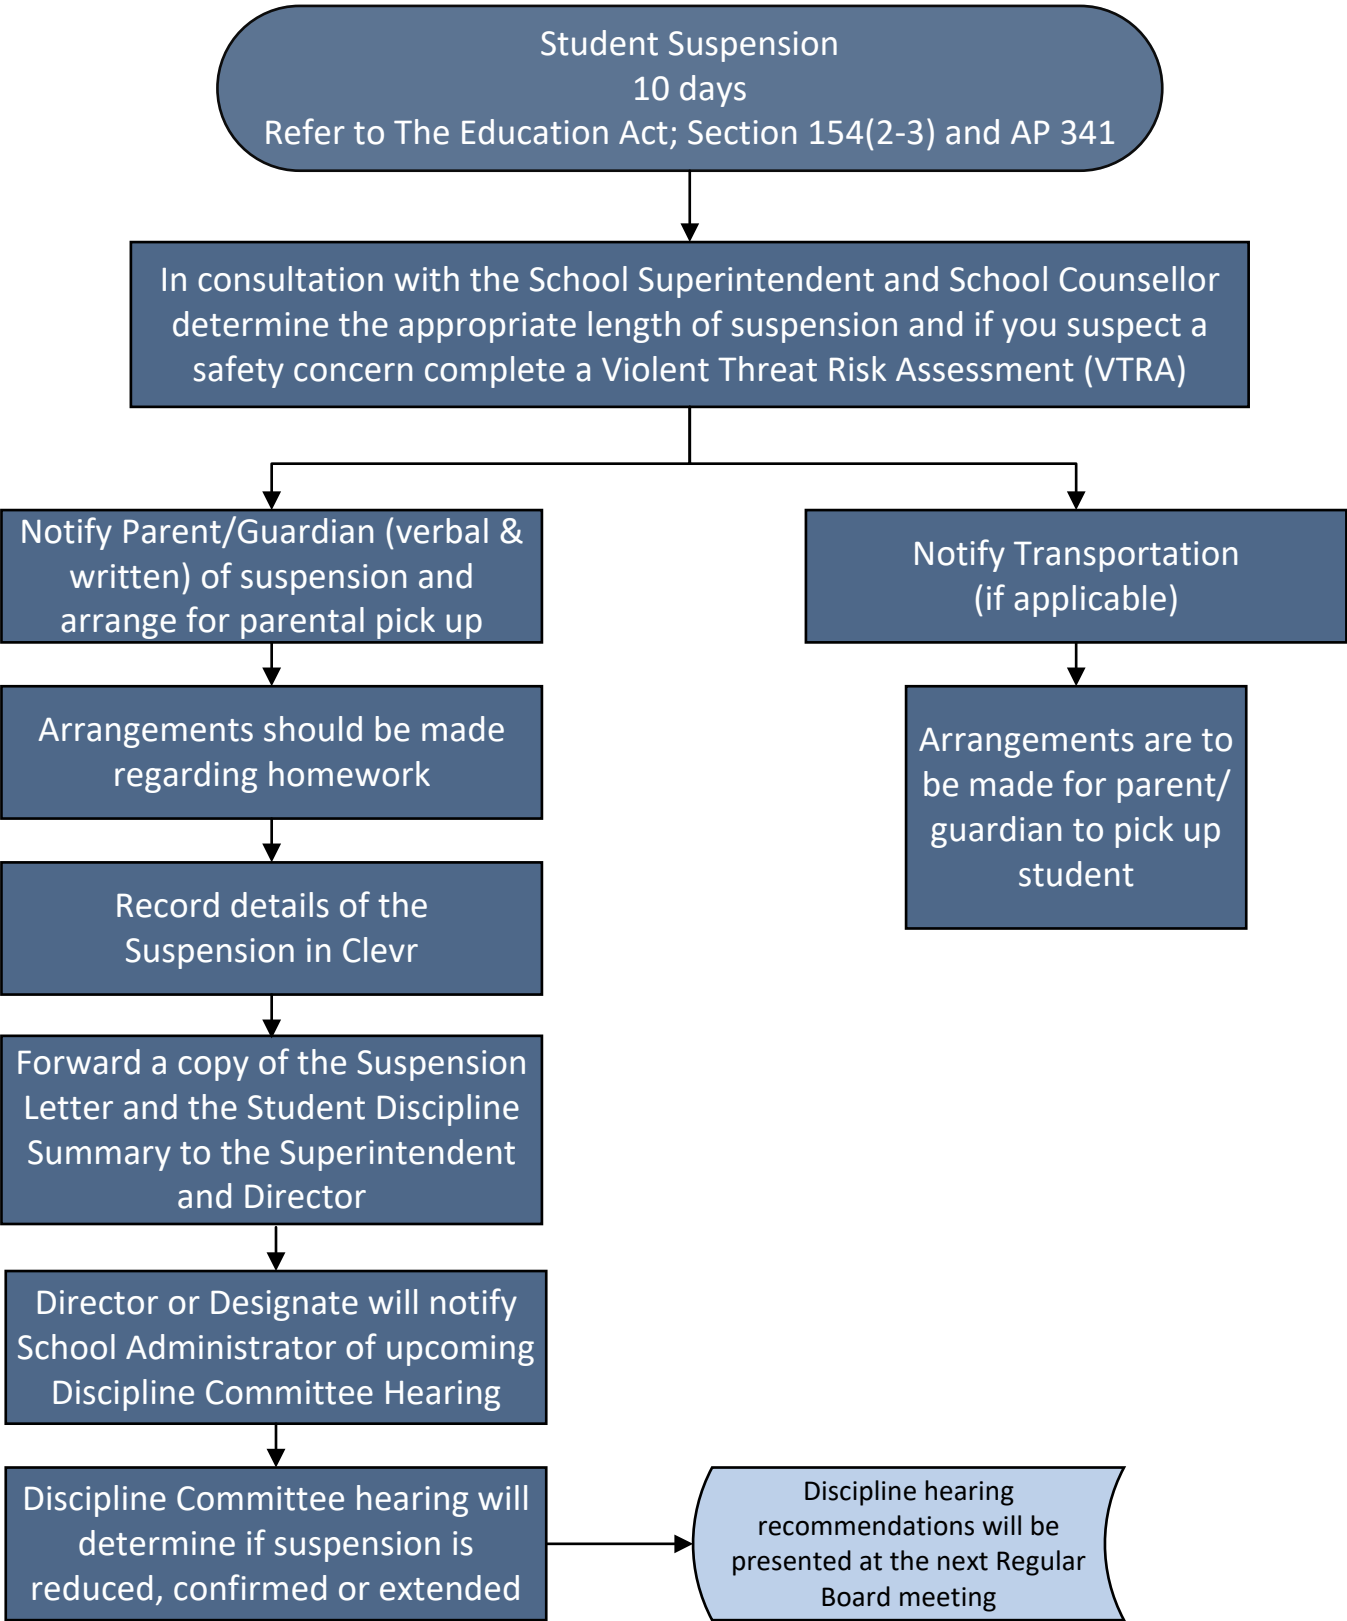 Student Suspension
10 days
Refer to The Education Act; Section 154(2-3) and AP 341
In consultation with the School Superintendent and School Counsellor
determine the appropriate length of suspension and if you suspect a
safety concern complete a Violent Threat Risk Assessment (VTRA)
Notify Parent/Guardian (verbal &
written) of suspension and
arrange for parental pick up
Notify Transportation
(if applicable)
Arrangements should be made
regarding homework
Arrangements are to
be made for parent/
guardian to pick up
student
Record details of the
Suspension in Clevr
Forward a copy of the Suspension
Letter and the Student Discipline
Summary to the Superintendent
and Director
Director or Designate will notify
School Administrator of upcoming
Discipline Committee Hearing
Discipline Committee hearing will
determine if suspension is
reduced, confirmed or extended
Discipline hearing
recommendations will be
presented at the next Regular
Board meeting